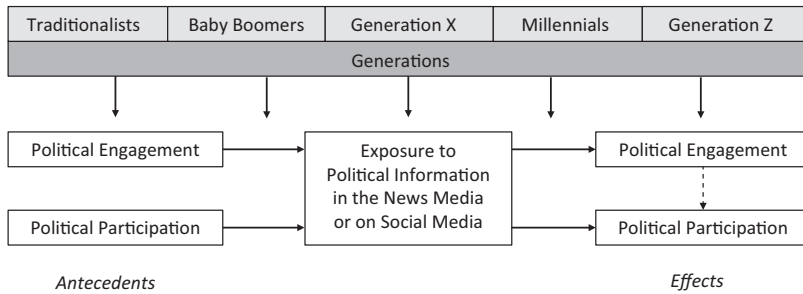 Traditionalists Baby Boomers Generation X Millennials Generation Z
Generations
Political Engagement
Political Participation
Exposure to
Political Information
in the News Media
or on Social Media
Political Engagement
Political Participation
Antecedents
Effects